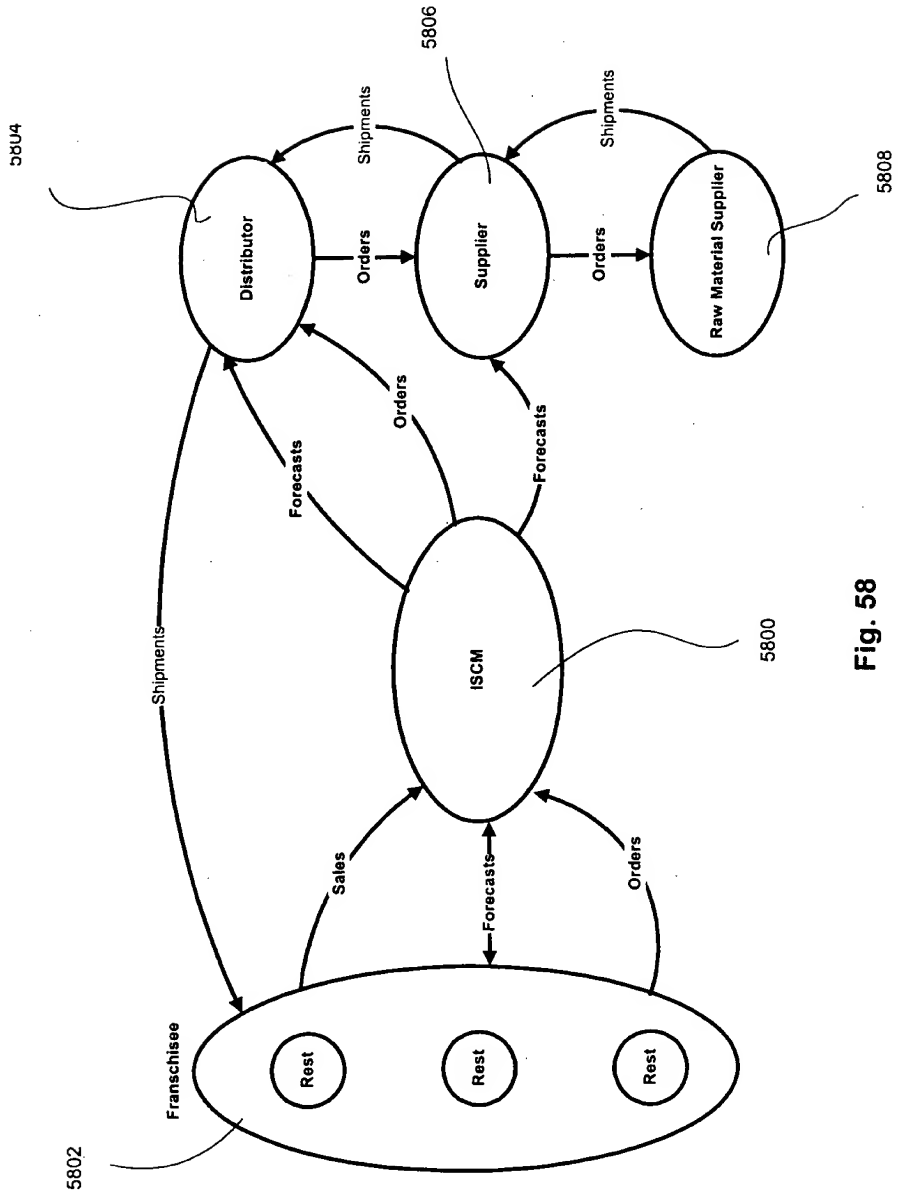 5804
5802
Shipments
Franschisee
Distributor
Forecasts
Rest
Sales
Orders
Shipments
Orders
5806
Rest
Forecasts
ISCM
Supplier
Forecasts
Orders
Shipments
Rest
Orders
Raw Material Supplier
5800
5808
Fig. 58